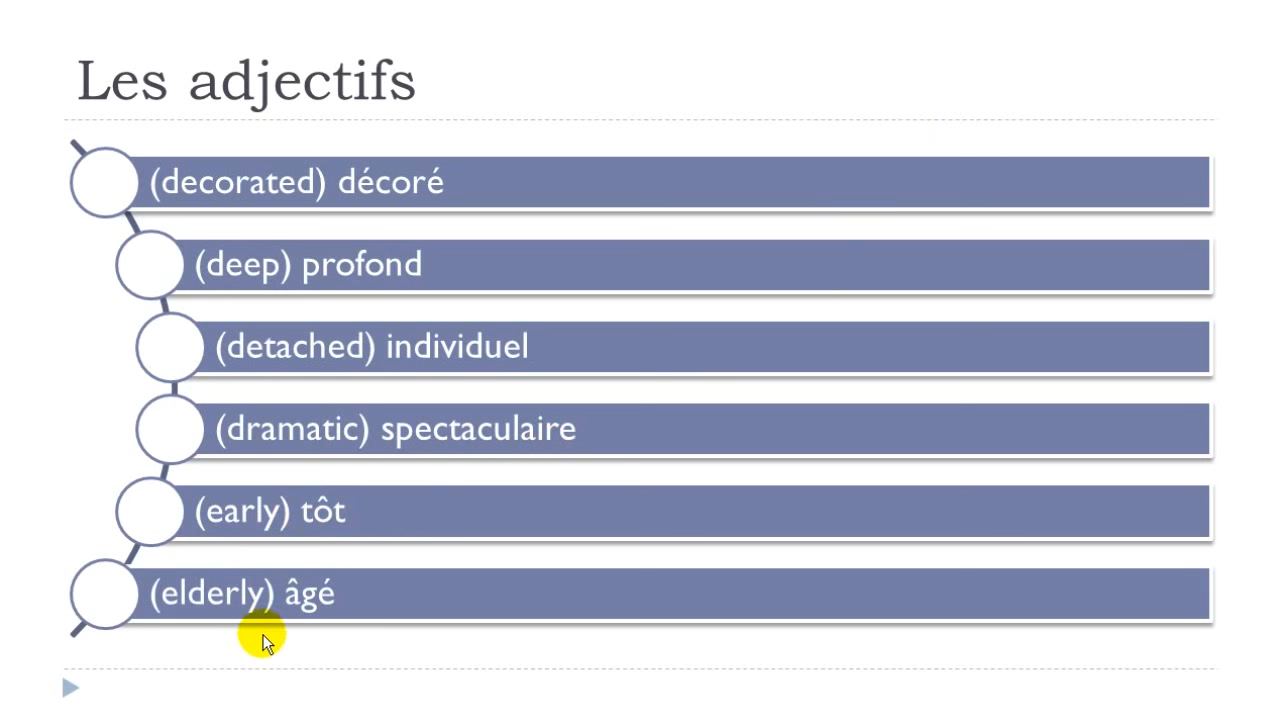 Les adjectifs
(decorated) décoré
(deep) profond
(detached) individuel
(dramatic) spectaculaire
(early) tôt
(elderly) âgé